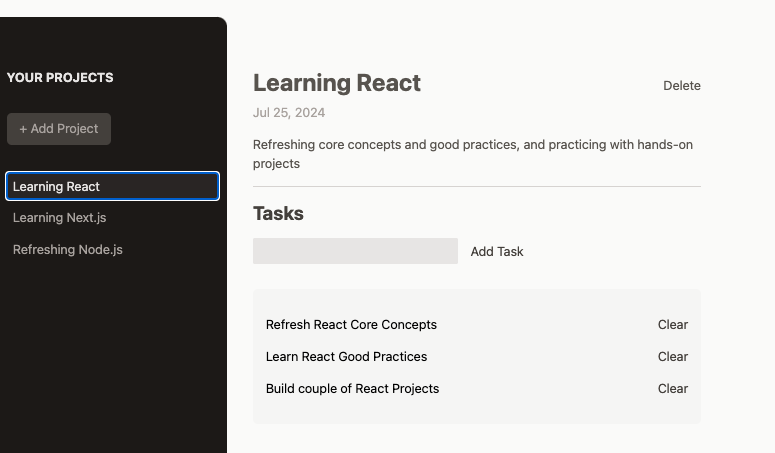 YOUR PROJECTS
+ Add Project
Learning React
Learning Next.js
Refreshing Node.js
Learning React
Delete
Jul 25, 2024
Refreshing core concepts and good practices, and practicing with hands-on
projects
Tasks
Add Task
Refresh React Core Concepts
Clear
Learn React Good Practices
Clear
Build couple of React Projects
Clear